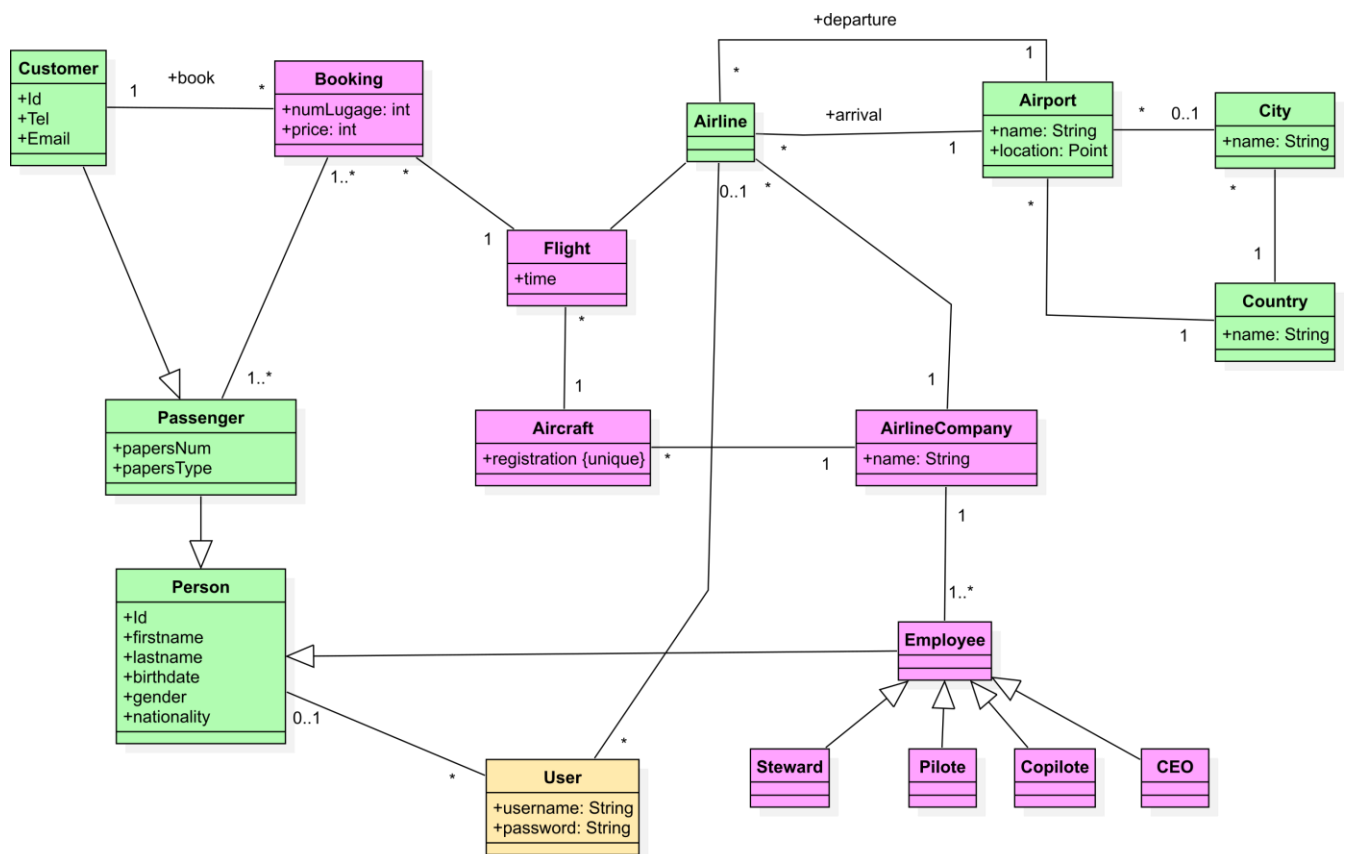 +departure
Customer
+Id
+Tel
+Email
1
+book
*
Booking
+numLugage: int
+price: int
*
1
Airline
+arrival
*
1
Airport
+name: String
+location: Point
*
0..1
City
+name: String
1..*
*
0..1
*
*
*
1
Flight
+time
1
Country
+name: String
*
1
1
1
1..*
Passenger
+papersNum
+papersType
Aircraft
+registration {unique}
*
1
AirlineCompany
+name: String
1
Person
+Id
+firstname
+lastname
+birthdate
+gender
+nationality
1..*
Employee
0..1
*
*
User
+username: String
+password: String
Steward
Pilote
Copilote
CEO